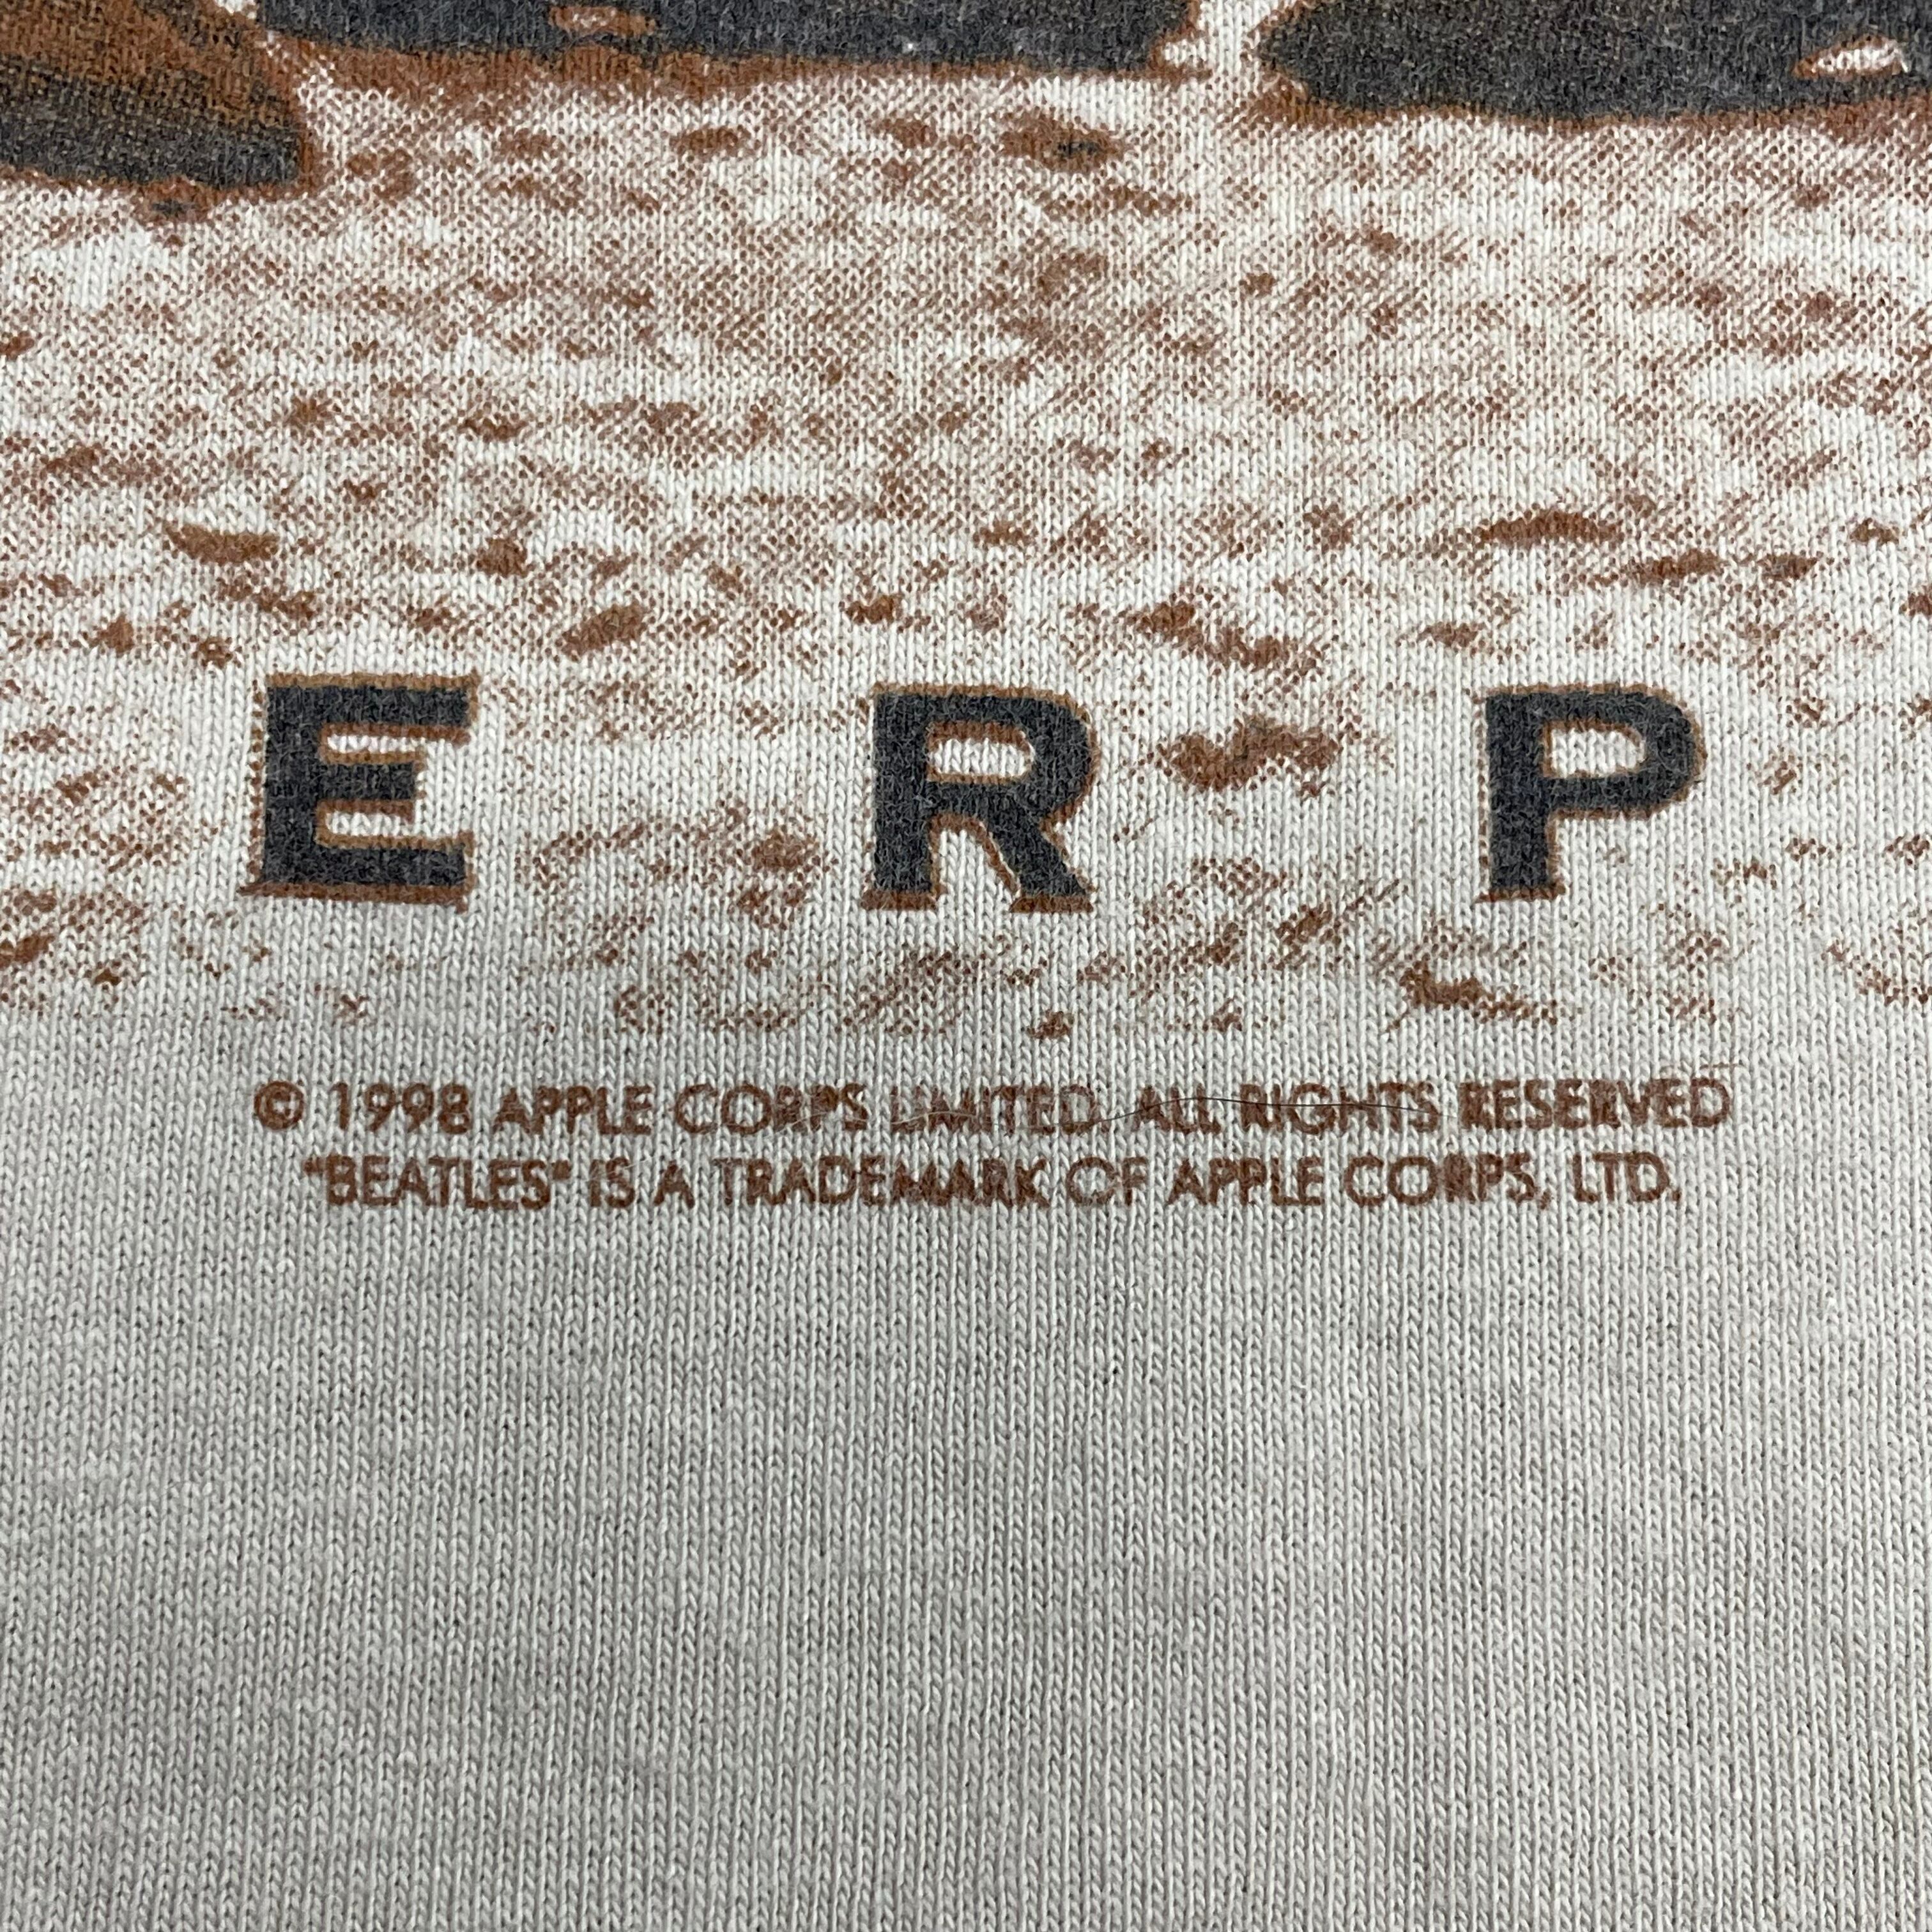 E R P
© 1998 APPLE CORPS LIMITED. ALL RIGHTS RESERVED
"BEATLES" IS A TRADEMARK OF APPLE CORPS, LTD.